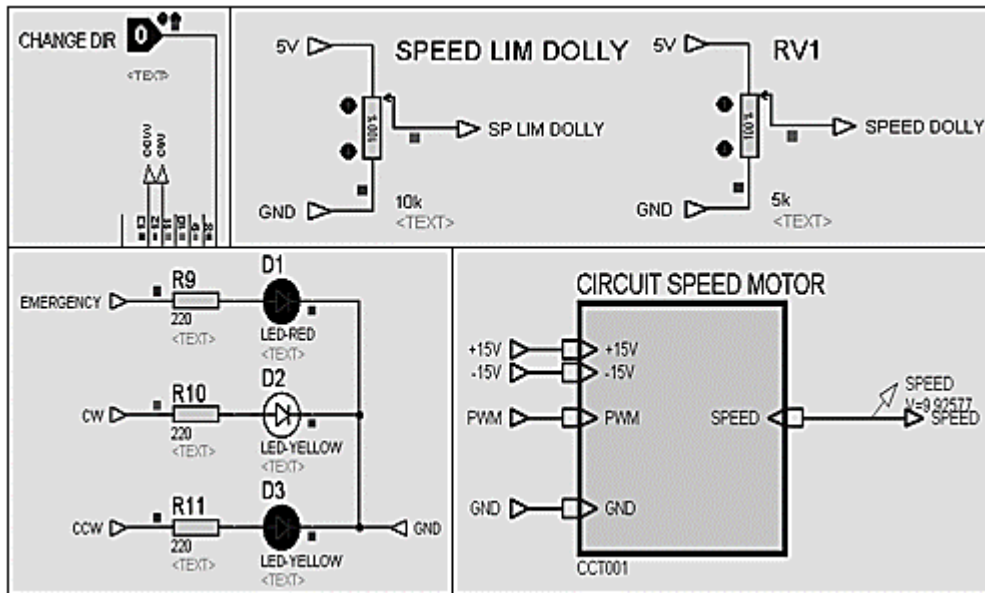 CHANGE DIR
0
<TEXT>
CCW
CW
5V
SPEED LIM DOLLY
100%
SP LIM DOLLY
GND
10k
<TEXT>
5V
RV1
100%
SPEED DOLLY
GND
5k
<TEXT>
EMERGENCY
R9
220
<TEXT>
D1
LED-RED
<TEXT>
CW
R10
220
<TEXT>
D2
LED-YELLOW
<TEXT>
CCW
R11
220
<TEXT>
D3
LED-YELLOW
<TEXT>
GND
CIRCUIT SPEED MOTOR
+15V
+15V
-15V
-15V
PWM
PWM
GND
GND
SPEED
SPEED
V=9.92577
SPEED
CCT001